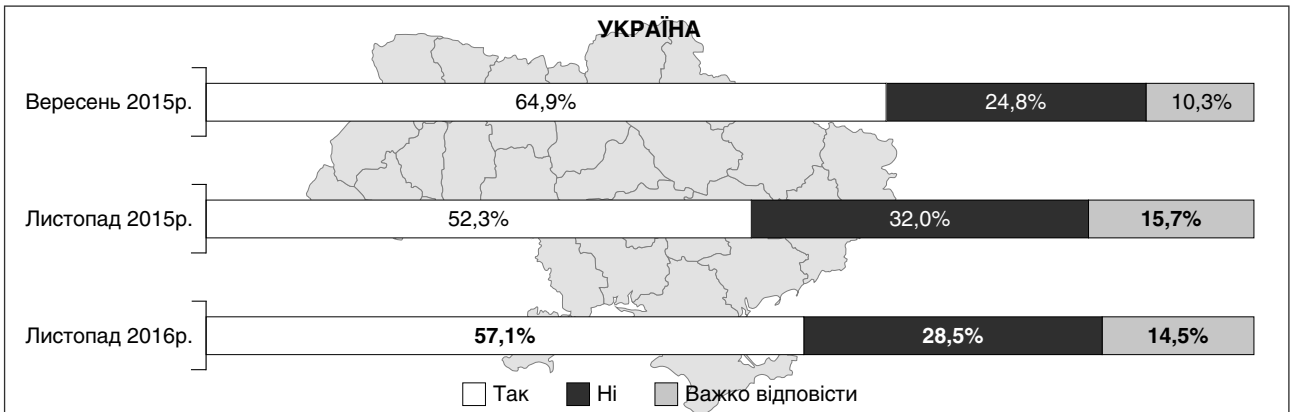 УКРАЇНА
Вересень 2015р. 64,9% 24,8% 10,3%
Листопад 2015р. 52,3% 32,0% 15,7%
Листопад 2016р. 57,1% 28,5% 14,5%
Так Ні Важко відповісти